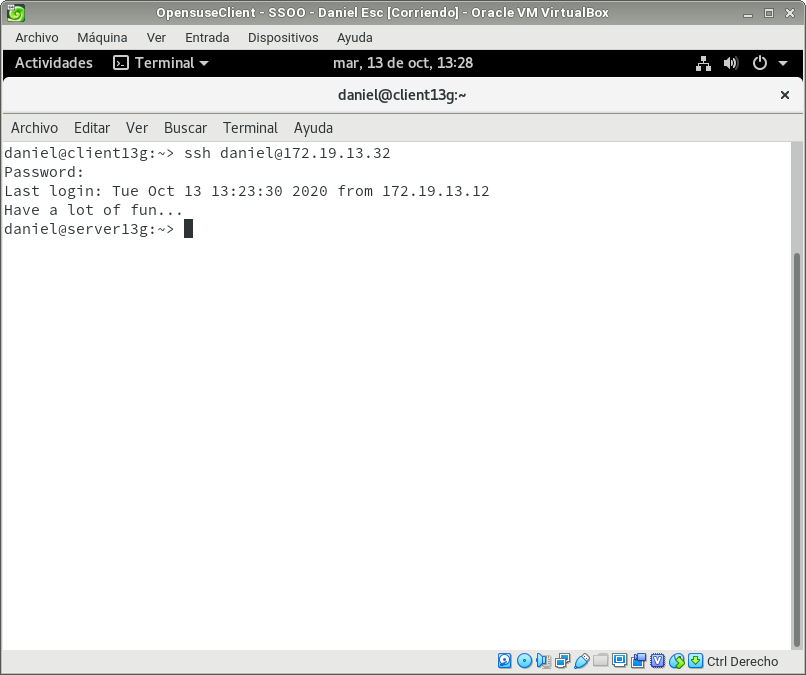 OpensuseClient - SSOO - Daniel Esc [Corriendo] - Oracle VM VirtualBox
Archivo Máquina Ver Entrada Dispositivos Ayuda
Actividades Terminal mar, 13 de oct, 13:28
daniel@client13g:~
Archivo Editar Ver Buscar Terminal Ayuda
daniel@client13g:~> ssh daniel@172.19.13.32
Password:
Last login: Tue Oct 13 13:23:30 2020 from 172.19.13.12
Have a lot of fun...
daniel@server13g:~>
Ctrl Derecho